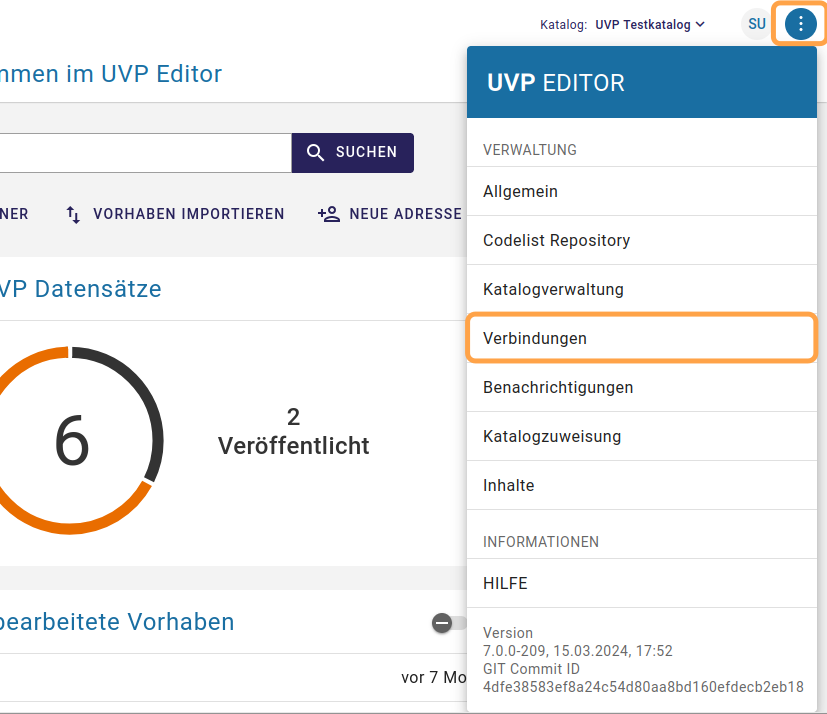 Katalog: UVP Testkatalog
SU
mmen im UVP Editor
SUCHEN
NER
VORHABEN IMPORTIEREN
NEUE ADRESSE
VP Datensätze
6
2
Veröffentlicht
bearbeitete Vorhaben
vor 7 Mo
UVP EDITOR
VERWALTUNG
Allgemein
Codelist Repository
Katalogverwaltung
Verbindungen
Benachrichtigungen
Katalogzuweisung
Inhalte
INFORMATIONEN
HILFE
Version
7.0.0-209, 15.03.2024, 17:52
GIT Commit ID
4dfe38583ef8a24c54d80aa8bd160efdecb2eb18